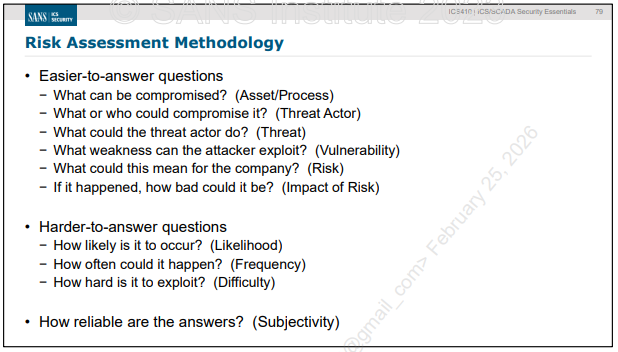 © SANS Institute 2026
SANS ICS SECURITY
ICS410 | ICS/SCADA Security Essentials 79
Risk Assessment Methodology
• Easier-to-answer questions
− What can be compromised? (Asset/Process)
− What or who could compromise it? (Threat Actor)
− What could the threat actor do? (Threat)
− What weakness can the attacker exploit? (Vulnerability)
− What could this mean for the company? (Risk)
− If it happened, how bad could it be? (Impact of Risk)
• Harder-to-answer questions
− How likely is it to occur? (Likelihood)
− How often could it happen? (Frequency)
− How hard is it to exploit? (Difficulty)
• How reliable are the answers? (Subjectivity)
@gmail_com> February 25, 2026